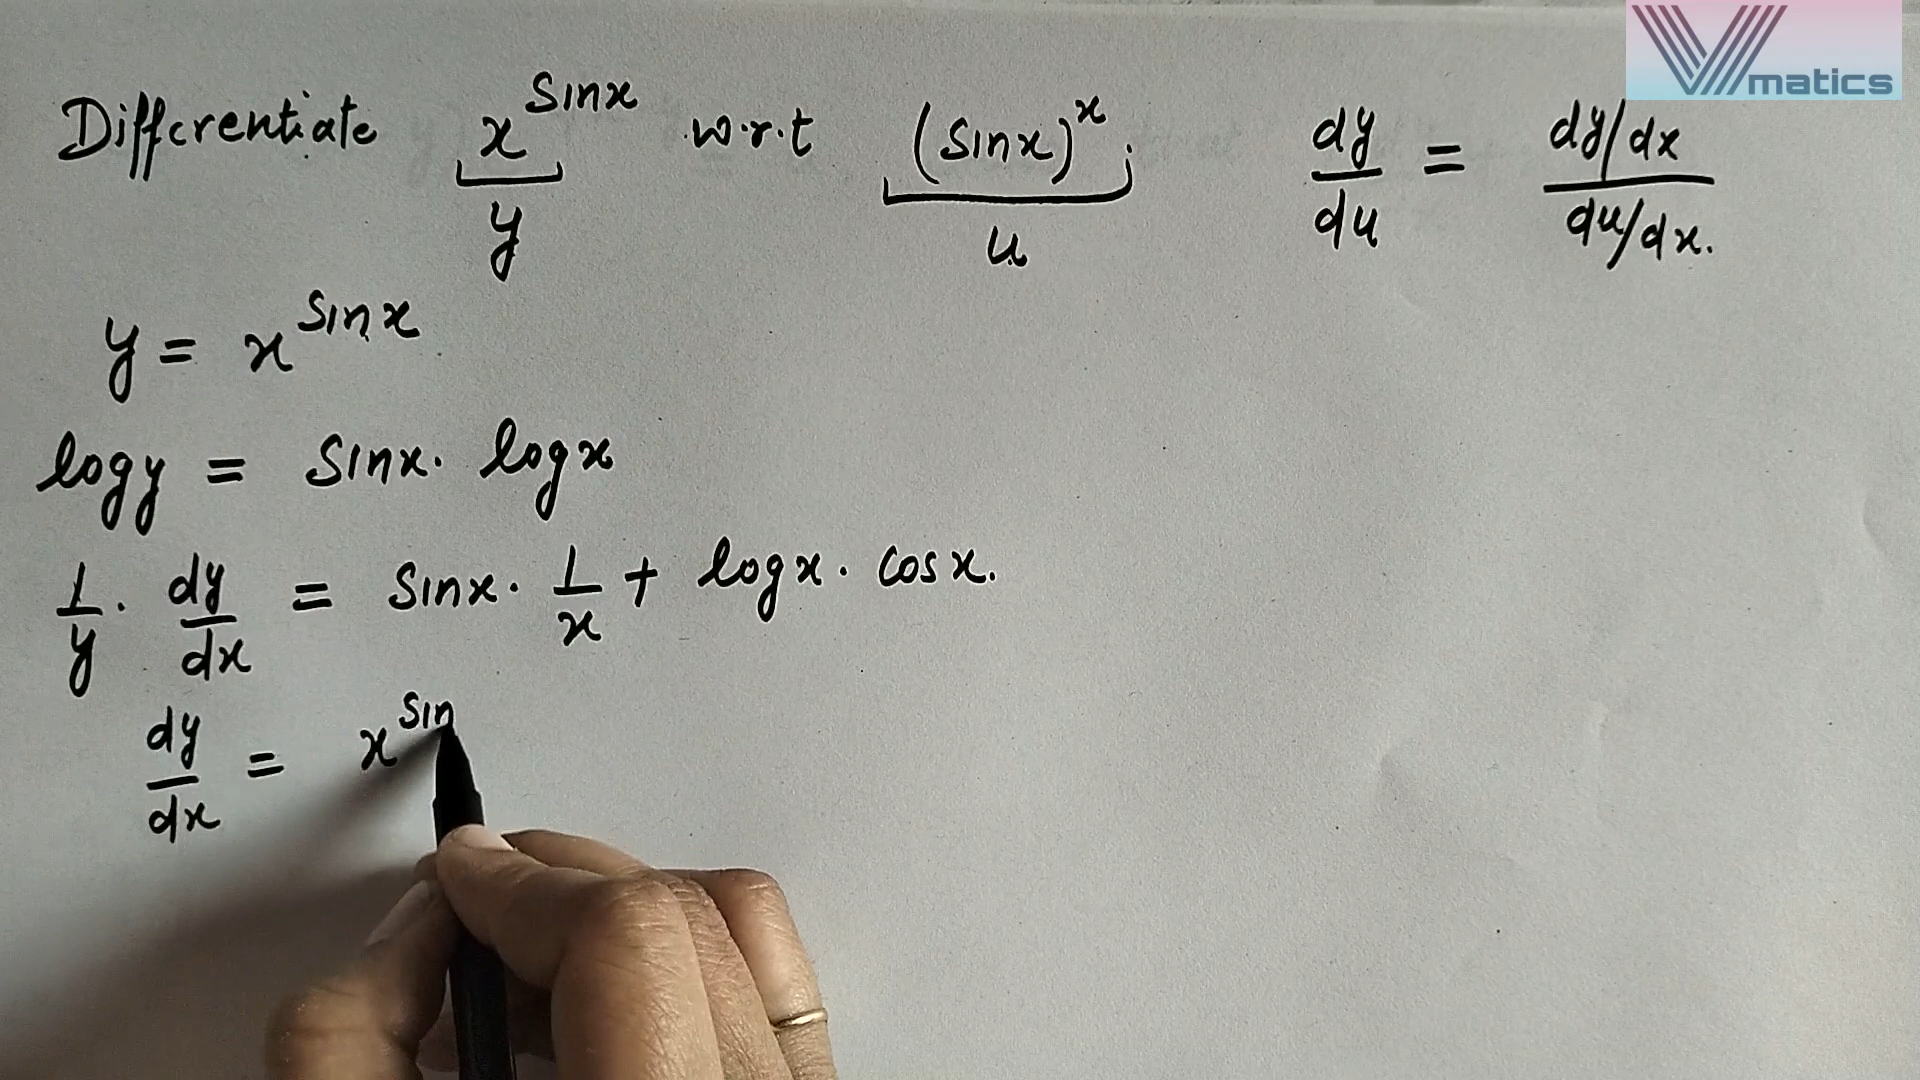 Vmatics
Differentiate x^sinx w.r.t (sinx)^x. dy/du = (dy/dx)/(du/dx).
y u
y = x^sinx
logy = sinx. logx
1/y . dy/dx = sinx. 1/x + logx. cosx.
dy/dx = x^sin